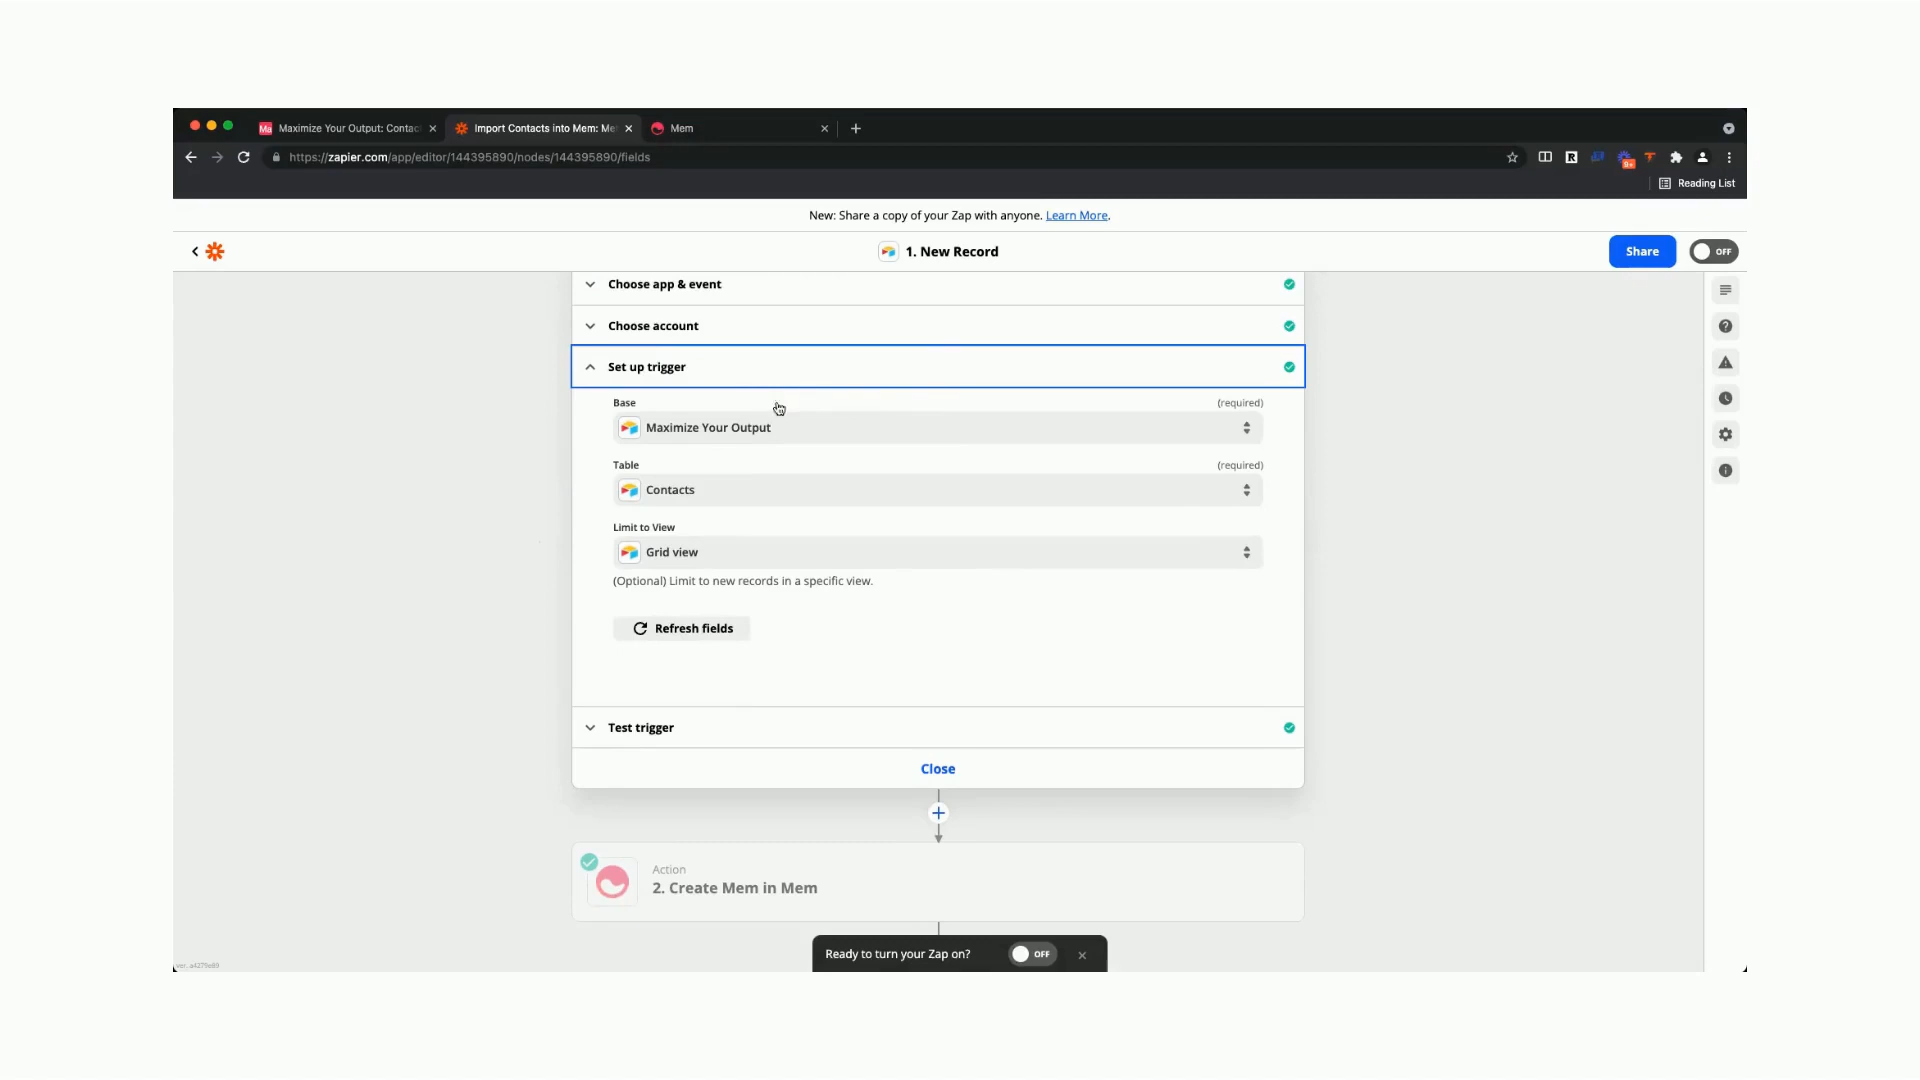 Ma Maximize Your Output: Contac
Import Contacts into Mem: Me
Mem
https://zapier.com/app/editor/144395890/nodes/144395890/fields
R
9+
Reading List
New: Share a copy of your Zap with anyone. Learn More.
1. New Record
Share
OFF
Choose app & event
Choose account
Set up trigger
Base
(required)
Maximize Your Output
Table
(required)
Contacts
Limit to View
Grid view
(Optional) Limit to new records in a specific view.
Refresh fields
Test trigger
Close
Action
2. Create Mem in Mem
Ready to turn your Zap on?
OFF
ver. a4279e89